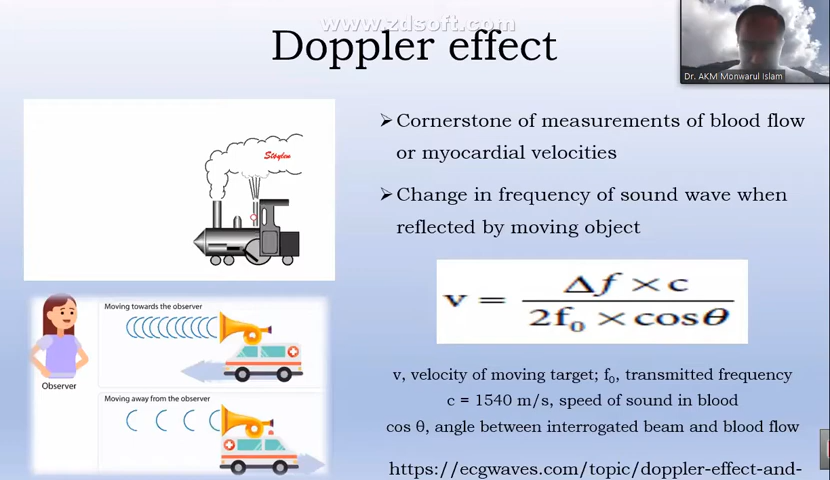 www.zdsoft.com
Doppler effect
Dr. AKM Monwarul Islam
➢Cornerstone of measurements of blood flow
or myocardial velocities
➢Change in frequency of sound wave when
reflected by moving object
v = Δf × c / 2f₀ × cosθ
v, velocity of moving target; f₀, transmitted frequency
c = 1540 m/s, speed of sound in blood
cos θ, angle between interrogated beam and blood flow
https://ecgwaves.com/topic/doppler-effect-and-
Moving towards the observer
Observer
Moving away from the observer